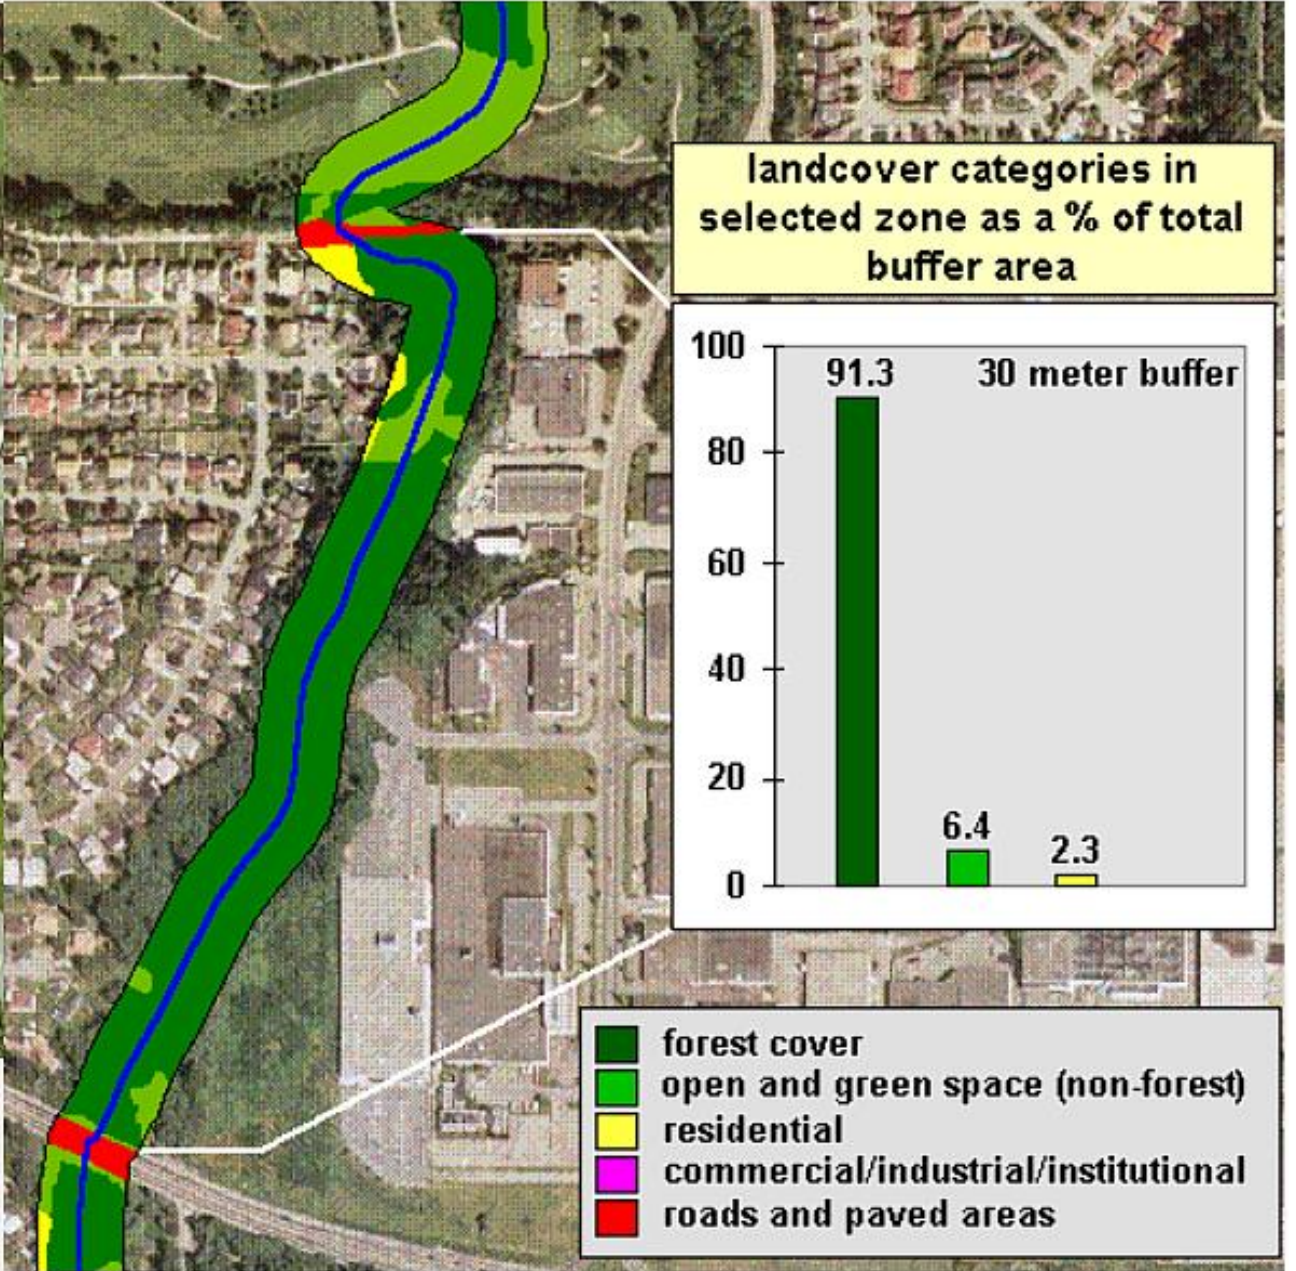 landcover categories in
selected zone as a % of total
buffer area
100
91.3
30 meter buffer
80
60
40
20
6.4
2.3
0
forest cover
open and green space (non-forest)
residential
commercial/industrial/institutional
roads and paved areas